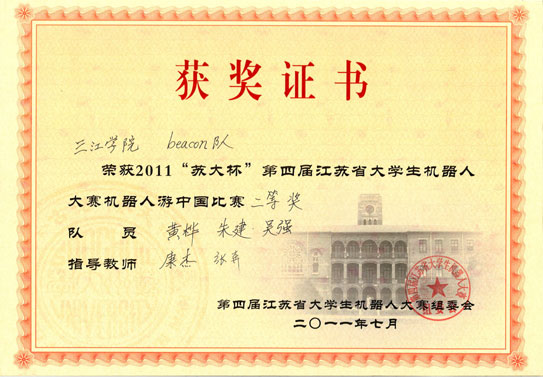 获奖证书
三江学院 beacon队
荣获2011“苏大杯”第四届江苏省大学生机器人
大赛机器人游中国比赛 二等奖
队员 黄烨 朱建 吴强
指导教师 康杰
第四届江苏省大学生机器人大赛组委会
二〇一一年七月